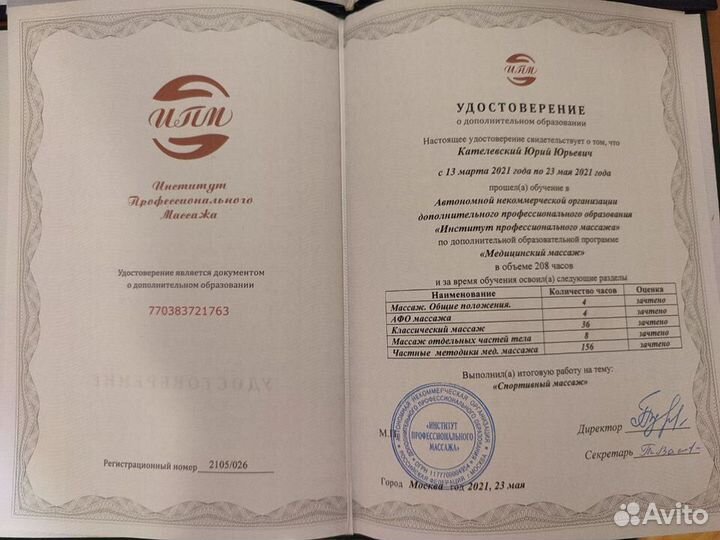 ИПМ
Институт
Профессионального
Массажа
Удостоверение является документом
о дополнительном образовании
770383721763
Регистрационный номер 2105/026
ИПМ
УДОСТОВЕРЕНИЕ
о дополнительном образовании
Настоящее удостоверение свидетельствует о том, что
Кателевский Юрий Юрьевич
с 13 марта 2021 года по 23 мая 2021 года
прошел(а) обучение в
Автономной некоммерческой организации
дополнительного профессионального образования
«Институт профессионального массажа»
по дополнительной образовательной программе
«Медицинский массаж»
в объеме 208 часов
и за время обучения освоил(а) следующие разделы
Наименование Количество часов Оценка
Массаж. Общие положения. 4 зачтено
АФО массажа 4 зачтено
Классический массаж 36 зачтено
Массаж отдельных частей тела 8 зачтено
Частные методики мед. массажа 156 зачтено
Выполнил(а) итоговую работу на тему:
«Спортивный массаж»
М.П.
«ИНСТИТУТ
ПРОФЕССИОНАЛЬНОГО
МАССАЖА»
Директор
Секретарь
Город Москва год 2021, 23 мая
Avito